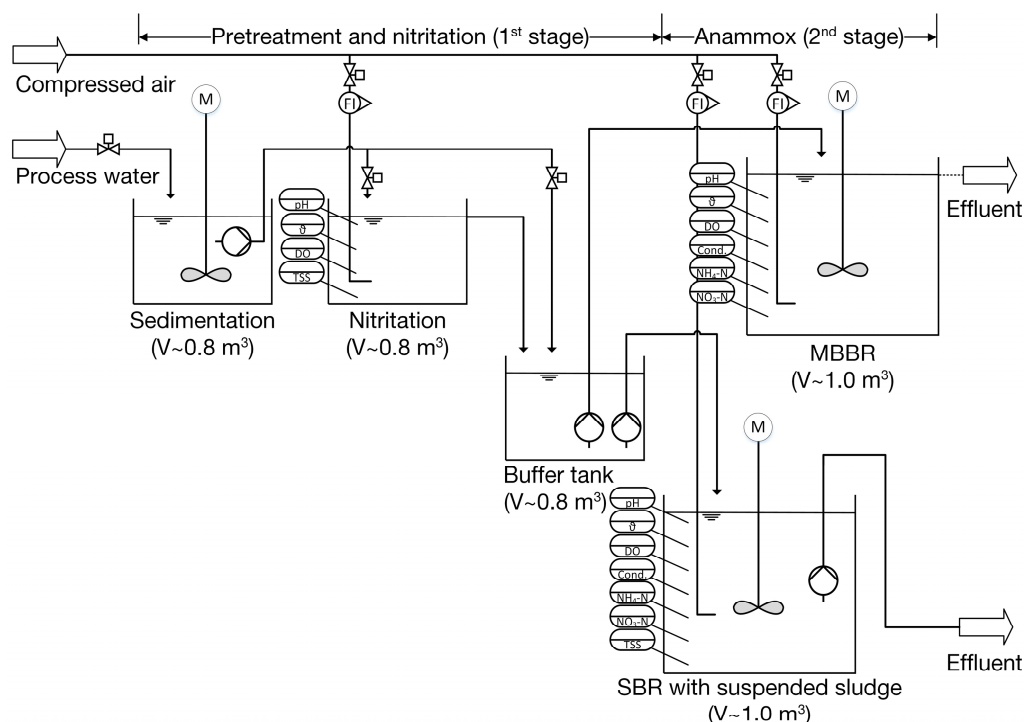 Pretreatment and nitritation (1st stage)
Anammox (2nd stage)
Compressed air
M
FI
FI
FI
M
Process water
pH
ϑ
DO
TSS
pH
ϑ
DO
Cond.
NH₄-N
NO₃-N
Effluent
Sedimentation
(V~0.8 m³)
Nitritation
(V~0.8 m³)
MBBR
(V~1.0 m³)
M
Buffer tank
(V~0.8 m³)
pH
ϑ
DO
Cond.
NH₄-N
NO₃-N
TSS
Effluent
SBR with suspended sludge
(V~1.0 m³)